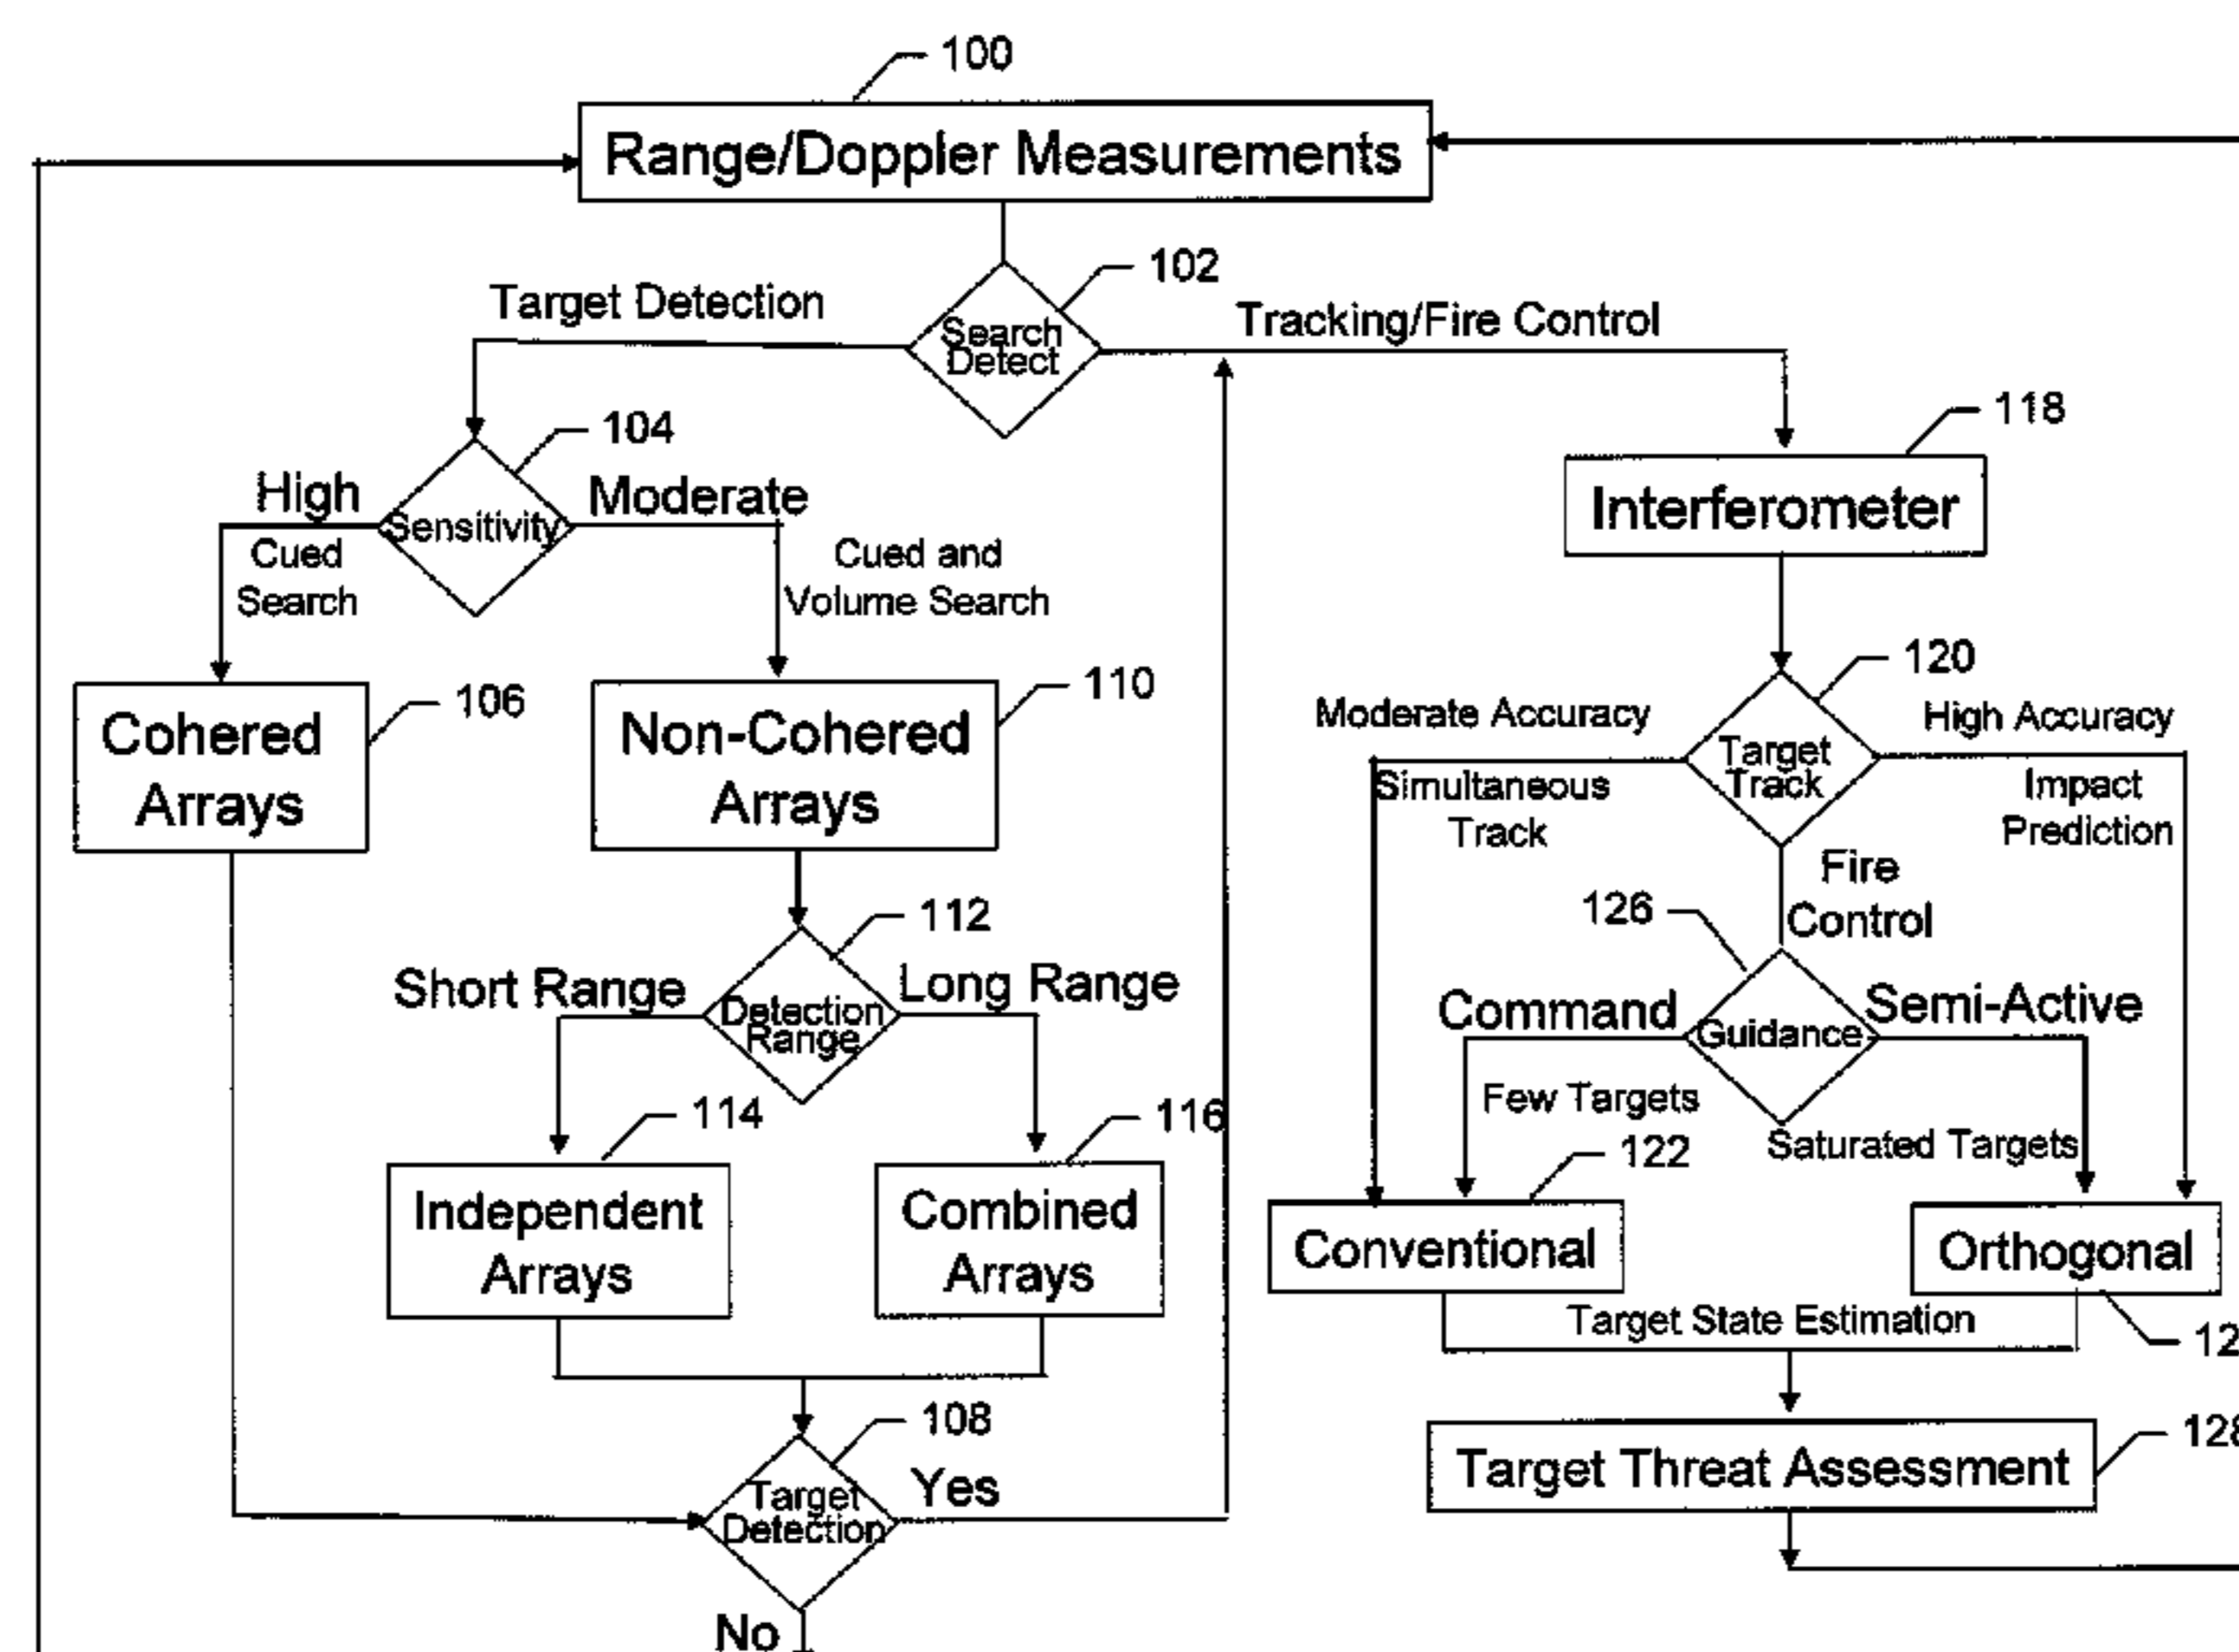 100
Range/Doppler Measurements
102
Target Detection
Search
Detect
Tracking/Fire Control
104
High
Moderate
Sensitivity
Cued
Search
Cued and
Volume Search
118
Interferometer
106
Cohered
Arrays
110
Non-Cohered
Arrays
120
Moderate Accuracy
High Accuracy
Target
Track
Simultaneous
Track
Impact
Prediction
Fire
Control
112
Short Range
Long Range
Detection
Range
126
Command
Semi-Active
Guidance
Few Targets
Saturated Targets
114
Independent
Arrays
116
Combined
Arrays
122
Conventional
Orthogonal
12
Target State Estimation
108
Target
Detection
Yes
No
128
Target Threat Assessment